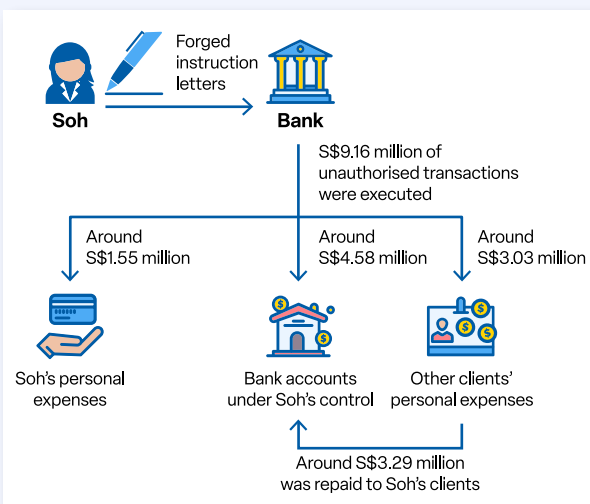 Forged
instruction
letters
Soh
Bank
S$9.16 million of
unauthorised transactions
were executed
Around
S$1.55 million
Around
S$4.58 million
Around
S$3.03 million
Soh's personal
expenses
Bank accounts
under Soh's control
Other clients'
personal expenses
Around S$3.29 million
was repaid to Soh's clients